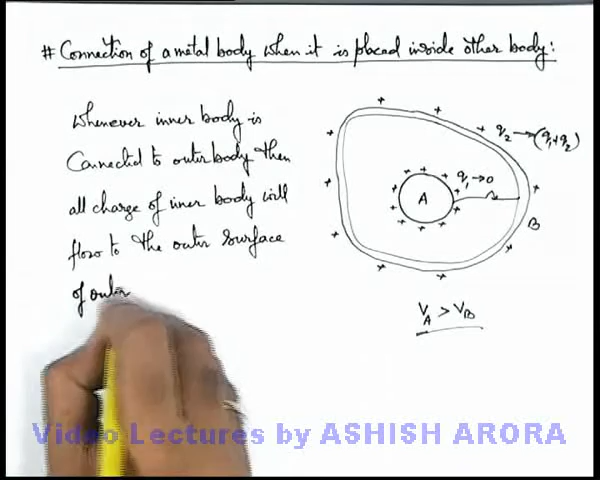 # Connection of a metal body when it is placed inside other body:
Whenever inner body is
Connected to outer body then
all charge of inner body will
flow to the outer surface
of outer
+ + + + + + + + + +
q₂ → (q₁+q₂)
+ + + + + + + + + +
q₁ → 0
A
B
V_A > V_B
Video Lectures by ASHISH ARORA